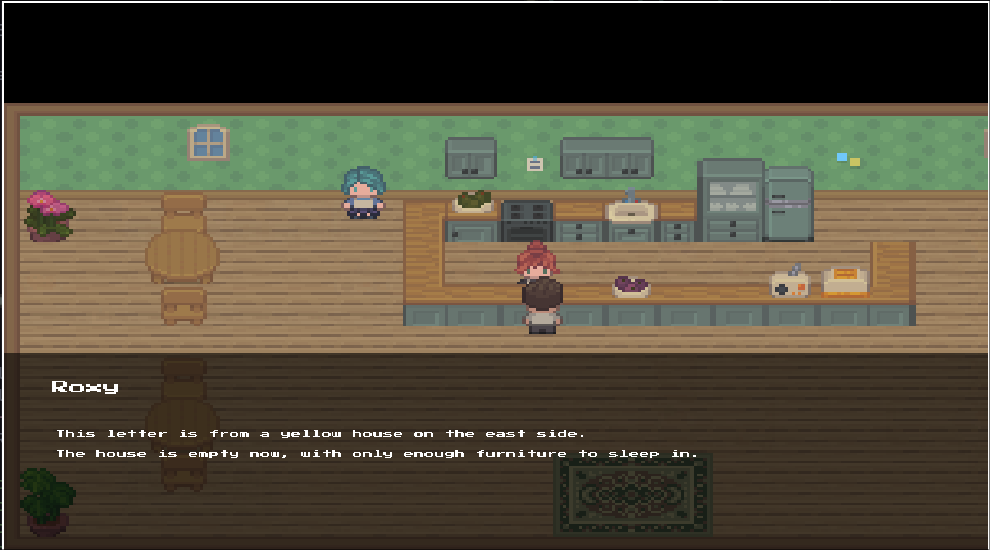 Roxy
This letter is from a yellow house on the east side.
The house is empty now, with only enough furniture to sleep in.